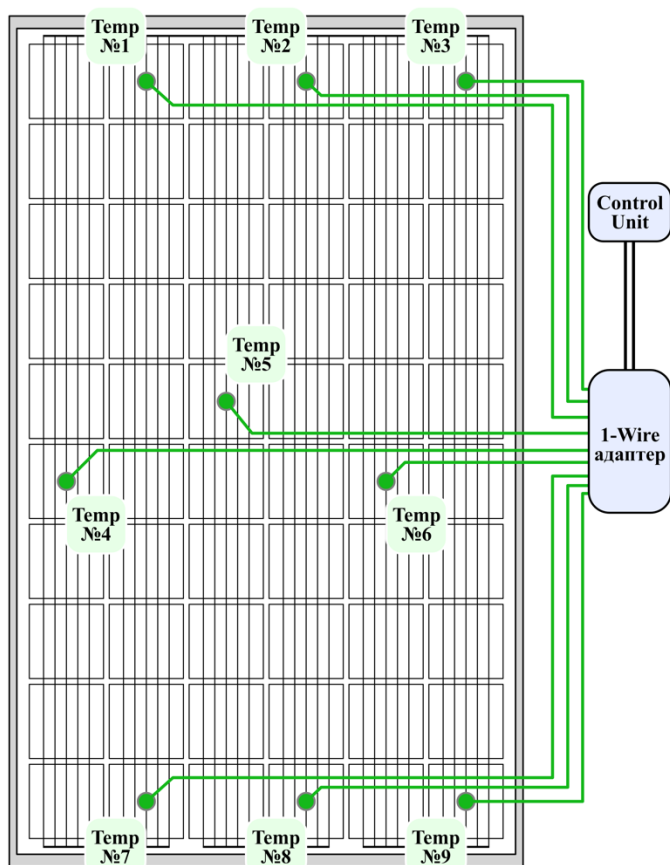 Temp
№1
Temp
№2
Temp
№3
Control
Unit
Temp
№5
1-Wire
адаптер
Temp
№4
Temp
№6
Temp
№7
Temp
№8
Temp
№9